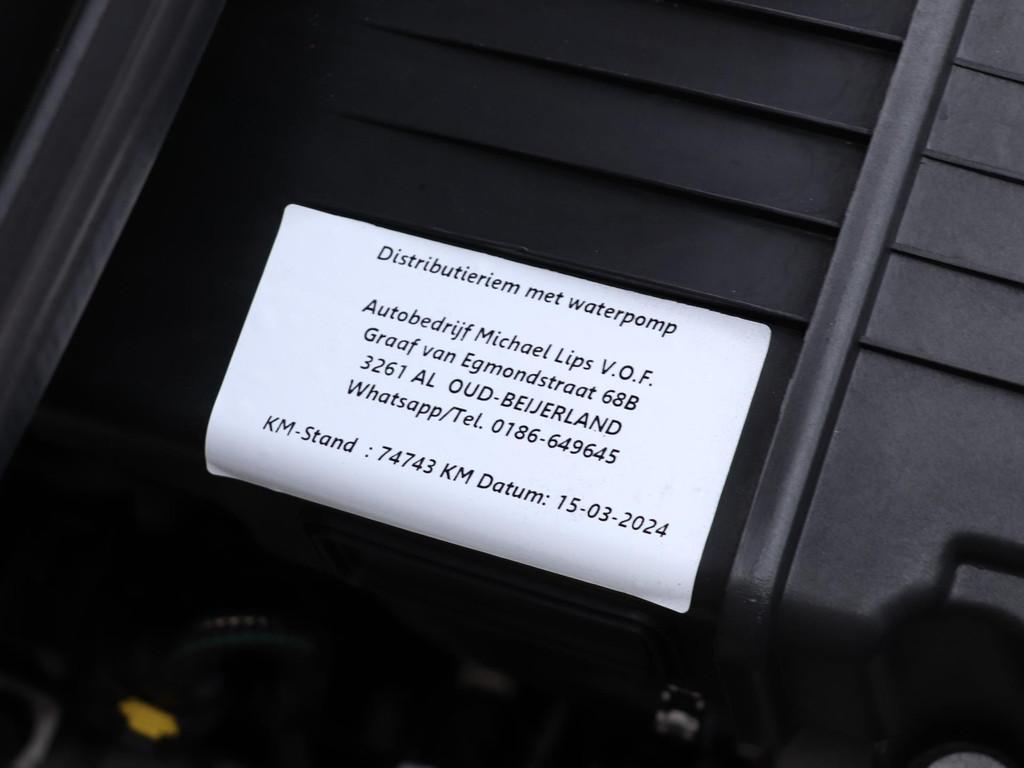 Distributieriem met waterpomp
Autobedrijf Michael Lips V.O.F.
Graaf van Egmondstraat 68B
3261 AL OUD-BEIJERLAND
Whatsapp/Tel. 0186-649645
KM-Stand : 74743 KM Datum: 15-03-2024